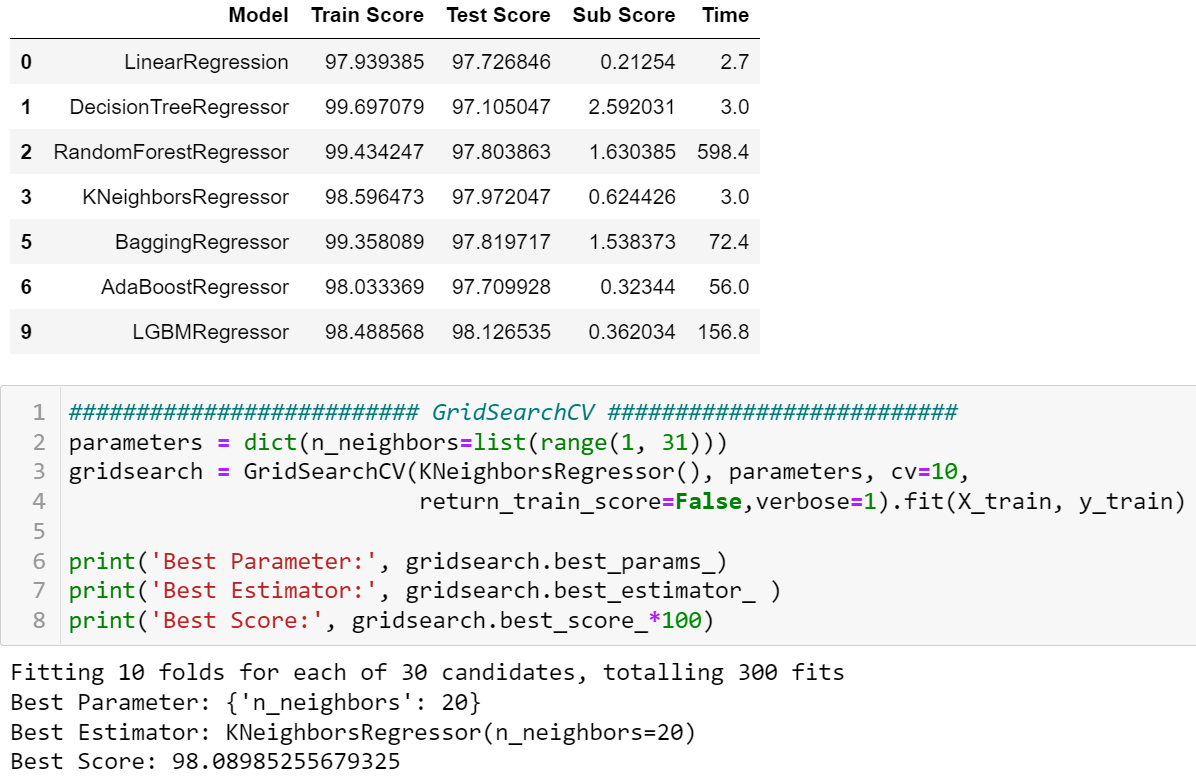 Model Train Score Test Score Sub Score Time
0 LinearRegression 97.939385 97.726846 0.21254 2.7
1 DecisionTreeRegressor 99.697079 97.105047 2.592031 3.0
2 RandomForestRegressor 99.434247 97.803863 1.630385 598.4
3 KNeighborsRegressor 98.596473 97.972047 0.624426 3.0
5 BaggingRegressor 99.358089 97.819717 1.538373 72.4
6 AdaBoostRegressor 98.033369 97.709928 0.32344 56.0
9 LGBMRegressor 98.488568 98.126535 0.362034 156.8
1 ########################## GridSearchCV ##########################
2 parameters = dict(n_neighbors=list(range(1, 31)))
3 gridsearch = GridSearchCV(KNeighborsRegressor(), parameters, cv=10,
4 return_train_score=False,verbose=1).fit(X_train, y_train)
5
6 print('Best Parameter:', gridsearch.best_params_)
7 print('Best Estimator:', gridsearch.best_estimator_ )
8 print('Best Score:', gridsearch.best_score_*100)
Fitting 10 folds for each of 30 candidates, totalling 300 fits
Best Parameter: {'n_neighbors': 20}
Best Estimator: KNeighborsRegressor(n_neighbors=20)
Best Score: 98.08985255679325